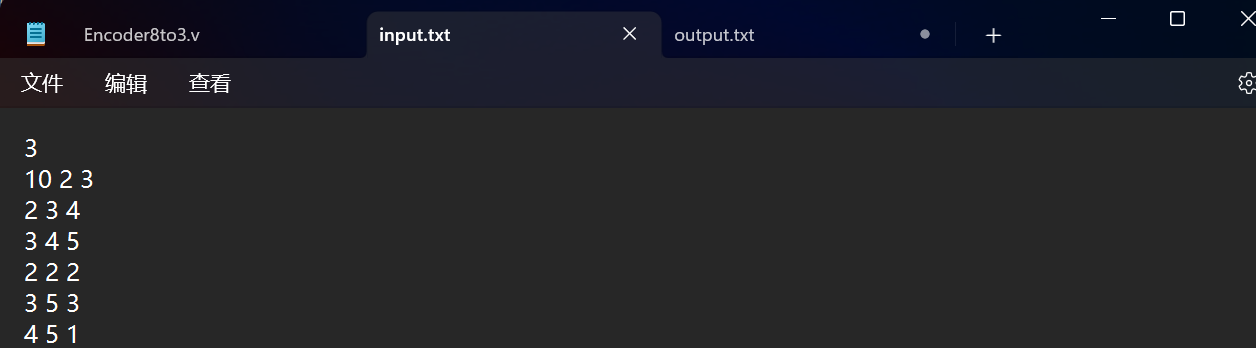 Encoder8to3.v input.txt output.txt
文件 编辑 查看
3
10 2 3
2 3 4
3 4 5
2 2 2
3 5 3
4 5 1